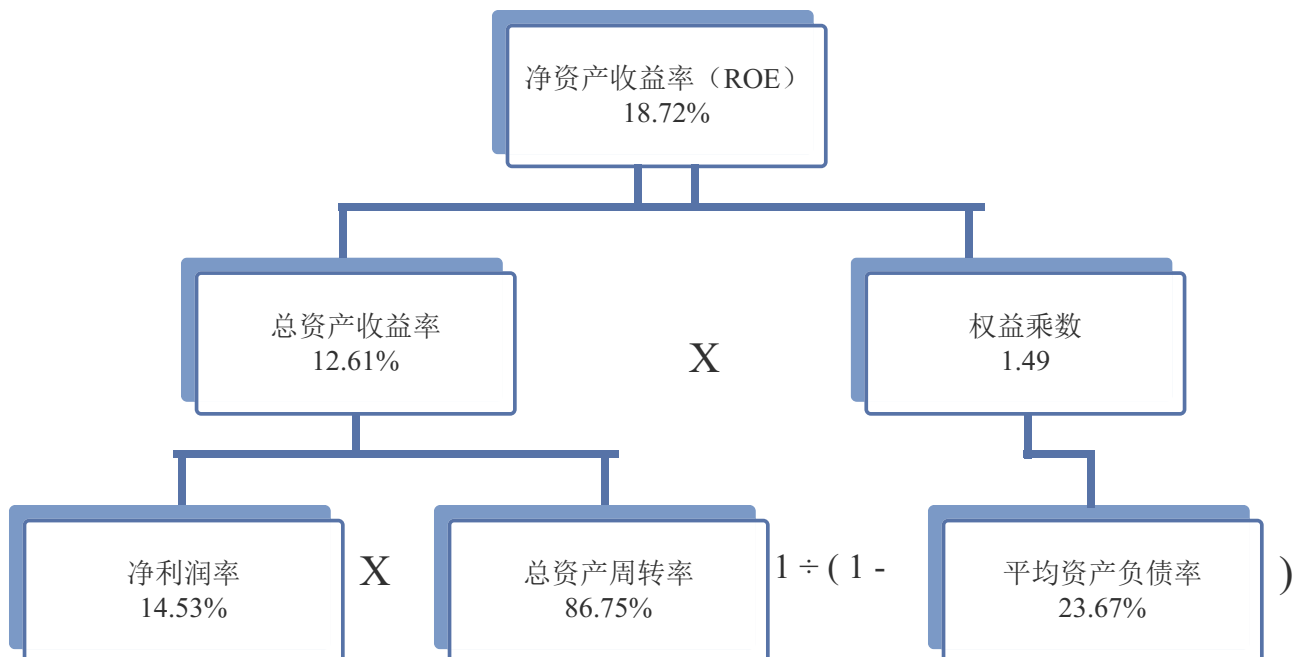 净资产收益率（ROE）
18.72%
总资产收益率
12.61%
X
权益乘数
1.49
净利润率
14.53%
X
总资产周转率
86.75%
1 ÷ ( 1 -
平均资产负债率
23.67%
)